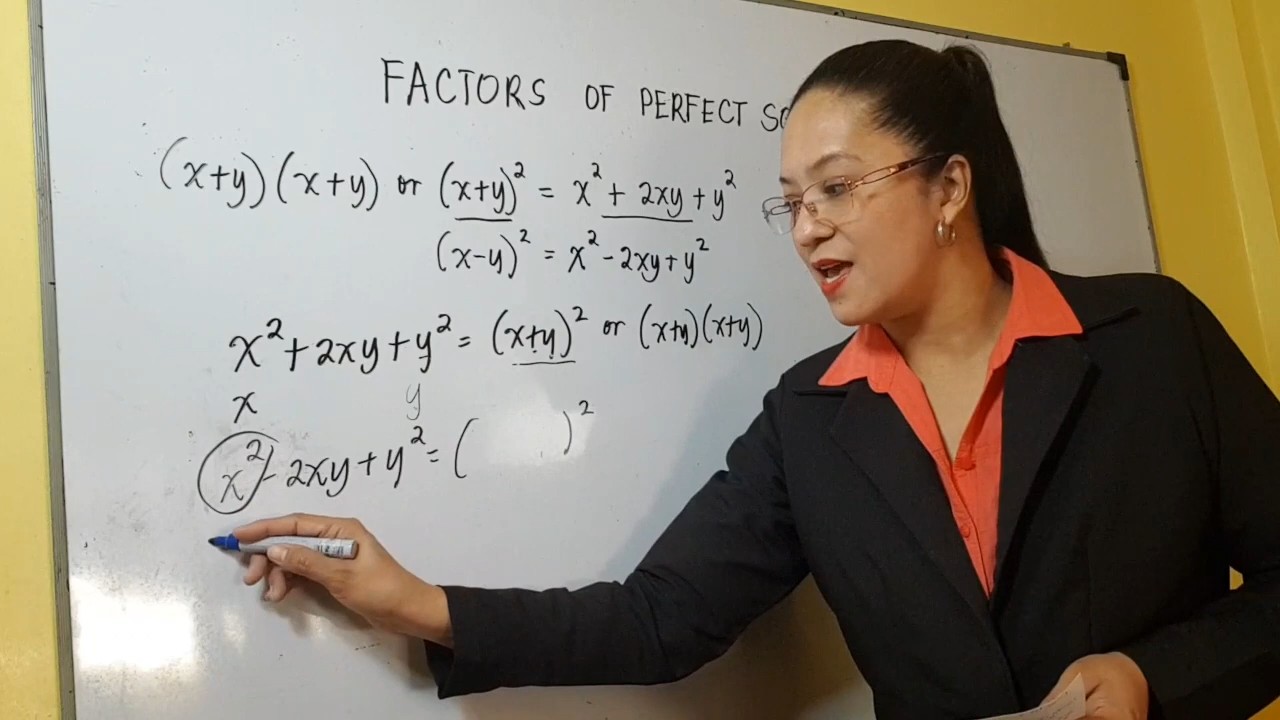 FACTORS OF PERFECT
(x+y)(x+y) or (x+y)² = x² + 2xy + y²
(x-y)² = x² - 2xy + y²
x² + 2xy + y² = (x+y)² or (x+y)(x+y)
x y
x² - 2xy + y² = ( )²